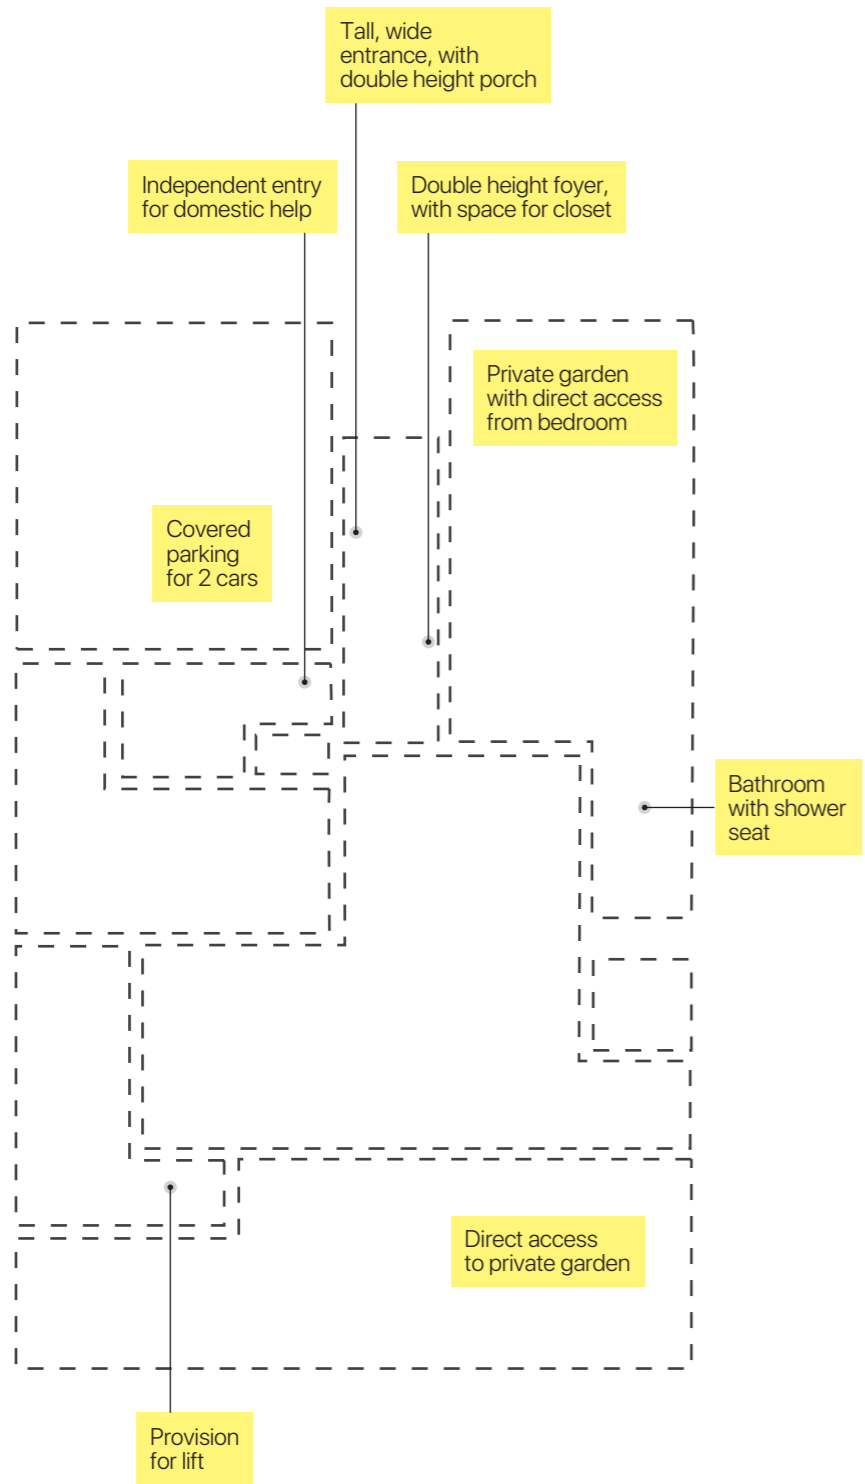 Tall, wide
entrance, with
double height porch
Independent entry
for domestic help
Double height foyer,
with space for closet
Private garden
with direct access
from bedroom
Covered
parking
for 2 cars
Bathroom
with shower
seat
Direct access
to private garden
Provision
for lift